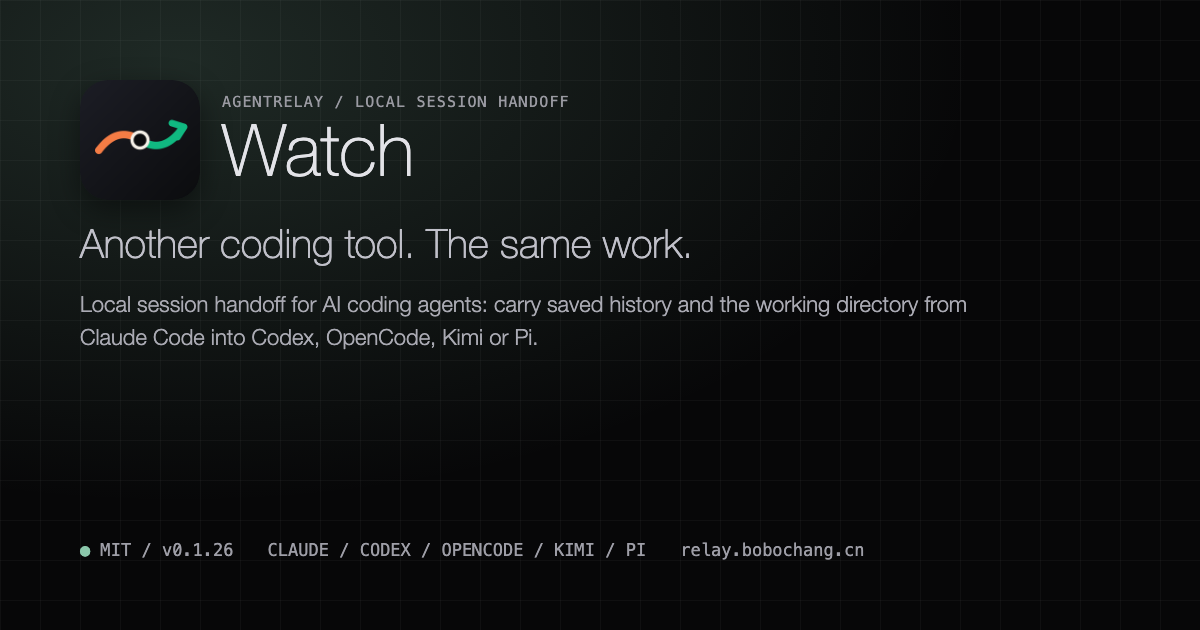 AGENTRELAY / LOCAL SESSION HANDOFF
Watch
Another coding tool. The same work.
Local session handoff for AI coding agents: carry saved history and the working directory from
Claude Code into Codex, OpenCode, Kimi or Pi.
MIT / v0.1.26 CLAUDE / CODEX / OPENCODE / KIMI / PI relay.bobochang.cn